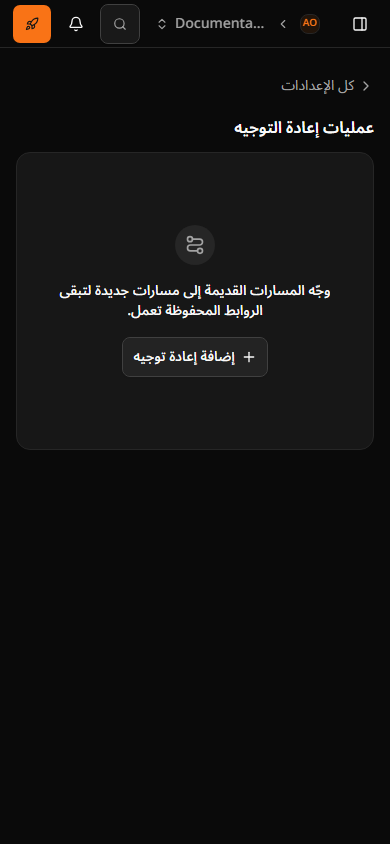 AO
Documenta...
كل الإعدادات
عمليات إعادة التوجيه
وجّه المسارات القديمة إلى مسارات جديدة لتبقى
الروابط المحفوظة تعمل.
إضافة إعادة توجيه